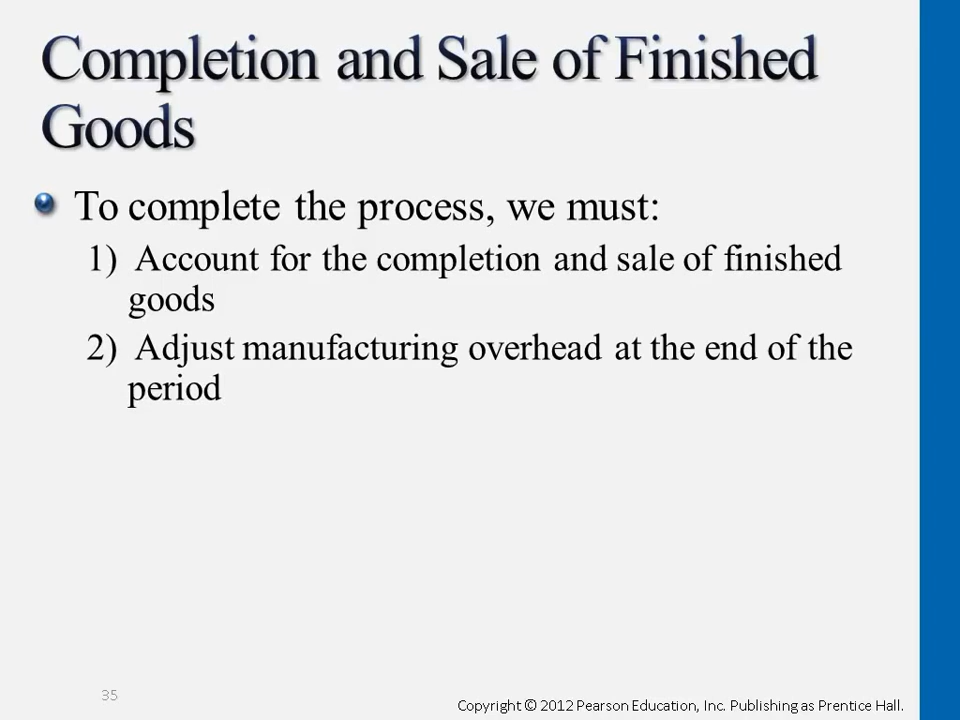 Completion and Sale of Finished
Goods
To complete the process, we must:
1) Account for the completion and sale of finished
goods
2) Adjust manufacturing overhead at the end of the
period
35
Copyright © 2012 Pearson Education, Inc. Publishing as Prentice Hall.